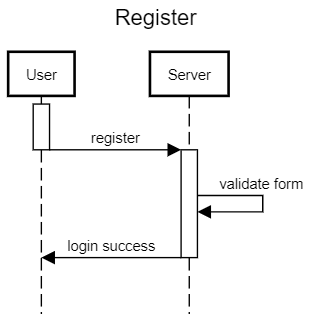 Register
User
Server
register
validate form
login success